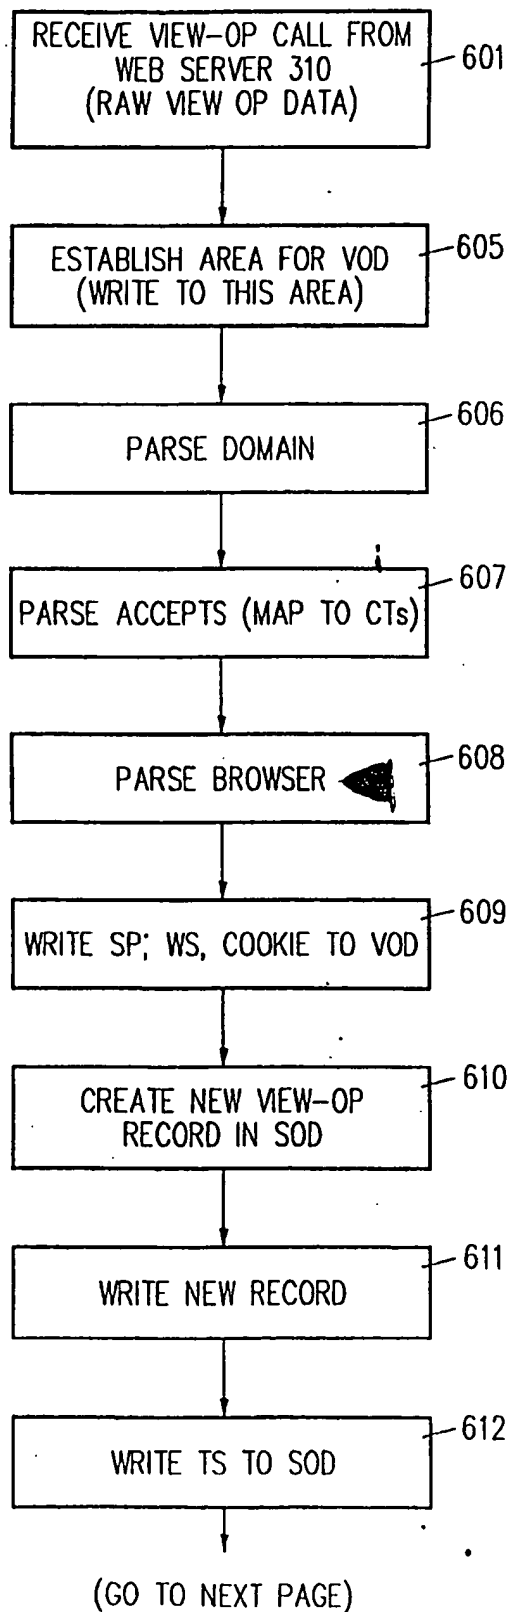 RECEIVE VIEW-OP CALL FROM
WEB SERVER 310
(RAW VIEW OP DATA)
601
ESTABLISH AREA FOR VOD
(WRITE TO THIS AREA)
605
PARSE DOMAIN
606
PARSE ACCEPTS (MAP TO CTs)
607
PARSE BROWSER
608
WRITE SP; WS, COOKIE TO VOD
609
CREATE NEW VIEW-OP
RECORD IN SOD
610
WRITE NEW RECORD
611
WRITE TS TO SOD
612
(GO TO NEXT PAGE)